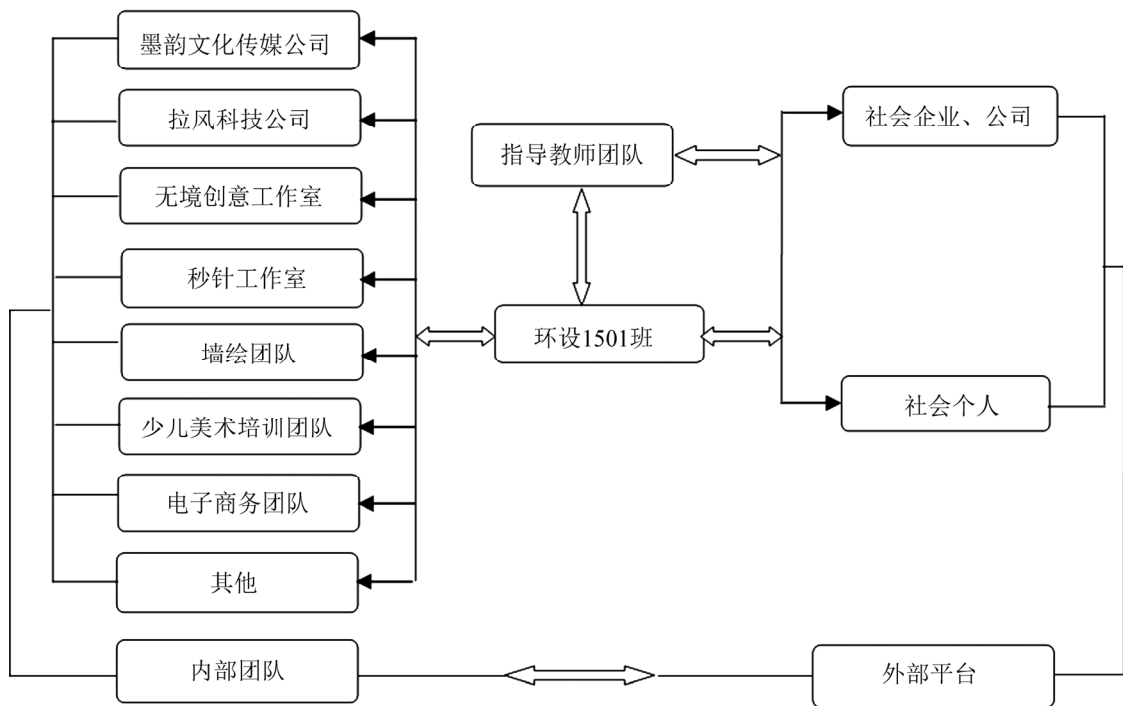 墨韵文化传媒公司
拉风科技公司
无境创意工作室
秒针工作室
墙绘团队
少儿美术培训团队
电子商务团队
其他
内部团队
指导教师团队
环设1501班
社会企业、公司
社会个人
外部平台